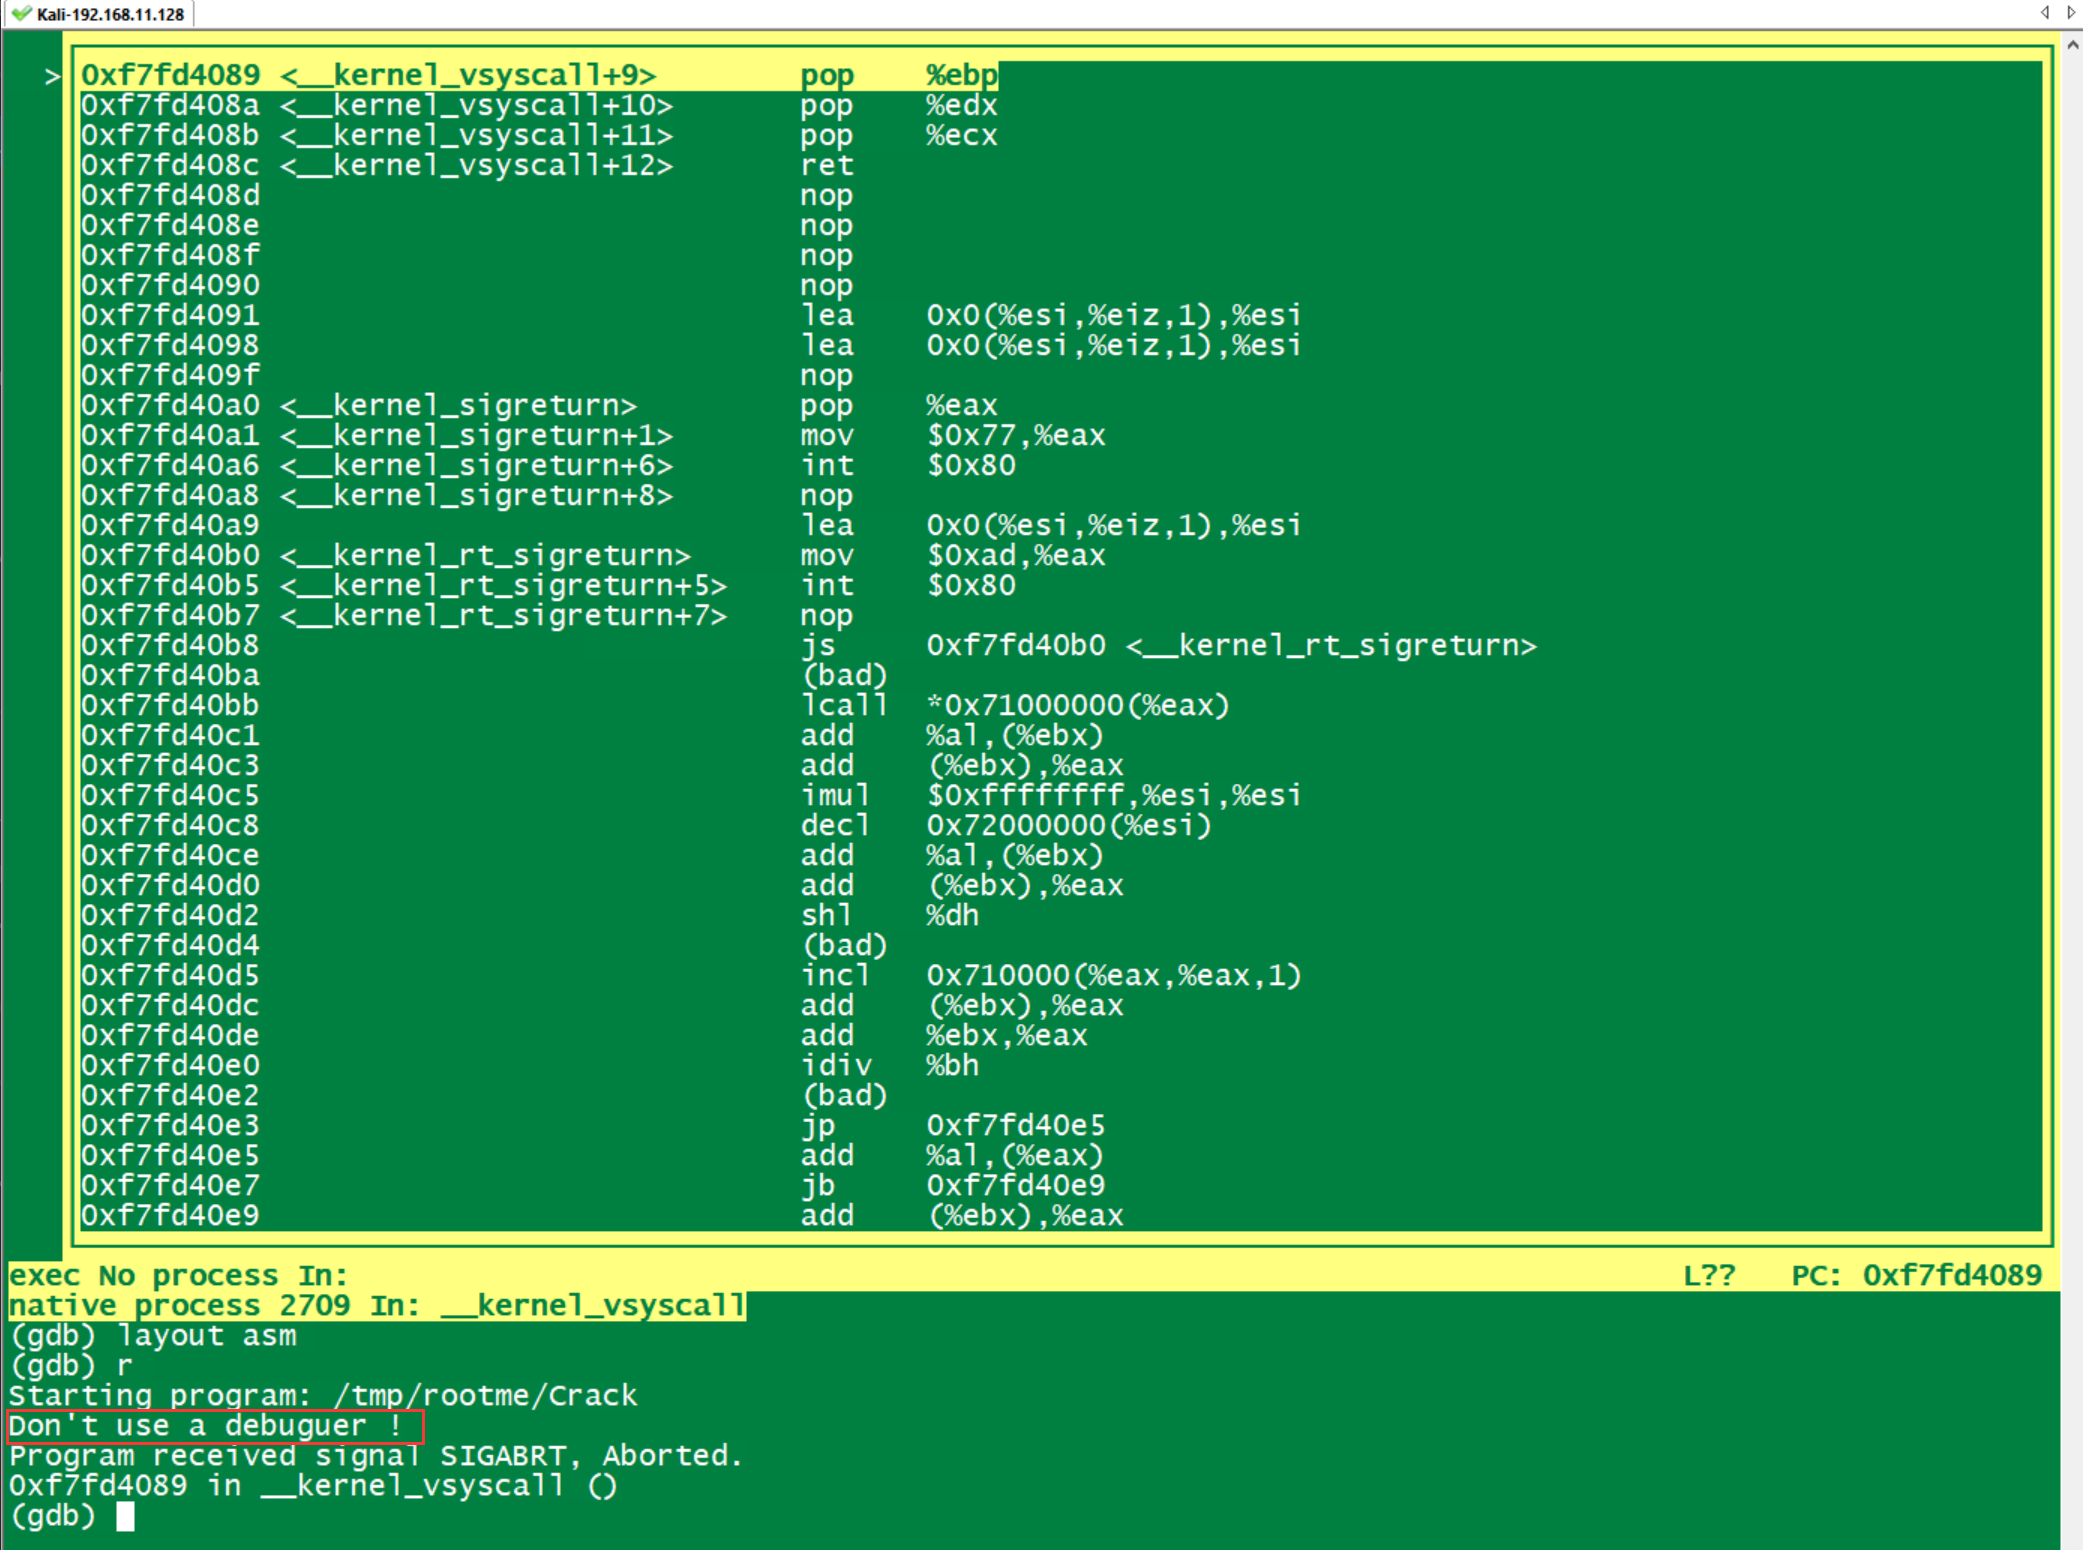 Kali-192.168.11.128
> 0xf7fd4089 <__kernel_vsyscall+9> pop %ebp
0xf7fd408a <__kernel_vsyscall+10> pop %edx
0xf7fd408b <__kernel_vsyscall+11> pop %ecx
0xf7fd408c <__kernel_vsyscall+12> ret
0xf7fd408d nop
0xf7fd408e nop
0xf7fd408f nop
0xf7fd4090 nop
0xf7fd4091 lea 0x0(%esi,%eiz,1),%esi
0xf7fd4098 lea 0x0(%esi,%eiz,1),%esi
0xf7fd409f nop
0xf7fd40a0 <__kernel_sigreturn> pop %eax
0xf7fd40a1 <__kernel_sigreturn+1> mov $0x77,%eax
0xf7fd40a6 <__kernel_sigreturn+6> int $0x80
0xf7fd40a8 <__kernel_sigreturn+8> nop
0xf7fd40a9 lea 0x0(%esi,%eiz,1),%esi
0xf7fd40b0 <__kernel_rt_sigreturn> mov $0xad,%eax
0xf7fd40b5 <__kernel_rt_sigreturn+5> int $0x80
0xf7fd40b7 <__kernel_rt_sigreturn+7> nop
0xf7fd40b8 js 0xf7fd40b0 <__kernel_rt_sigreturn>
0xf7fd40ba (bad)
0xf7fd40bb lcall *0x71000000(%eax)
0xf7fd40c1 add %al,(%ebx)
0xf7fd40c3 add (%ebx),%eax
0xf7fd40c5 imul $0xffffffff,%esi,%esi
0xf7fd40c8 decl 0x72000000(%esi)
0xf7fd40ce add %al,(%ebx)
0xf7fd40d0 add (%ebx),%eax
0xf7fd40d2 shl %dh
0xf7fd40d4 (bad)
0xf7fd40d5 incl 0x710000(%eax,%eax,1)
0xf7fd40dc add (%ebx),%eax
0xf7fd40de add %ebx,%eax
0xf7fd40e0 idiv %bh
0xf7fd40e2 (bad)
0xf7fd40e3 jp 0xf7fd40e5
0xf7fd40e5 add %al,(%eax)
0xf7fd40e7 jb 0xf7fd40e9
0xf7fd40e9 add (%ebx),%eax
exec No process In: L?? PC: 0xf7fd4089
native process 2709 In: __kernel_vsyscall
(gdb) layout asm
(gdb) r
Starting program: /tmp/rootme/Crack
Don't use a debuguer !
Program received signal SIGABRT, Aborted.
0xf7fd4089 in __kernel_vsyscall ()
(gdb)